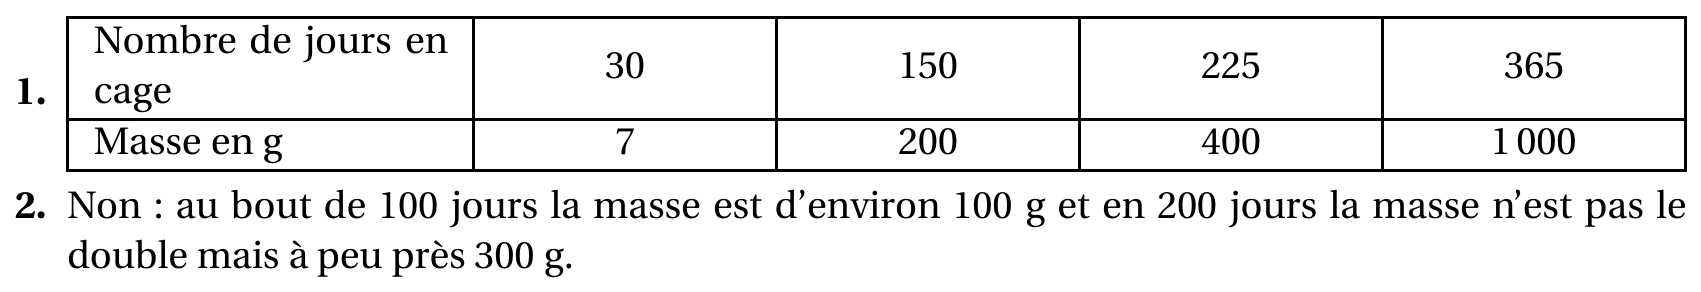 1. Nombre de jours en cage 30 150 225 365
Masse en g 7 200 400 1 000
2. Non : au bout de 100 jours la masse est d’environ 100 g et en 200 jours la masse n’est pas le
double mais à peu près 300 g.